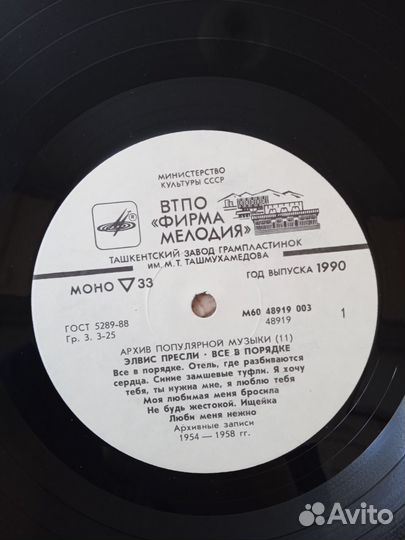 МИНИСТЕРСТВО
КУЛЬТУРЫ СССР
ВТПО
«ФИРМА
МЕЛОДИЯ»
ТАШКЕНТСКИЙ ЗАВОД ГРАМПЛАСТИНОК
ИМ. М. Т. ТАШМУХАМЕДОВА
МОНО 33
ГОД ВЫПУСКА 1990
ГОСТ 5289-88
Гр. 3. 3-25
М60 48919 003
48919
1
АРХИВ ПОПУЛЯРНОЙ МУЗЫКИ (11)
ЭЛВИС ПРЕСЛИ · ВСЕ В ПОРЯДКЕ
Все в порядке. Отель, где разбиваются
сердца. Синие замшевые туфли. Я хочу
тебя, ты нужна мне, я люблю тебя
Моя любимая меня бросила
Не будь жестокой. Ищейка
Люби меня нежно
Архивные записи
1954 — 1958 гг.
Avito